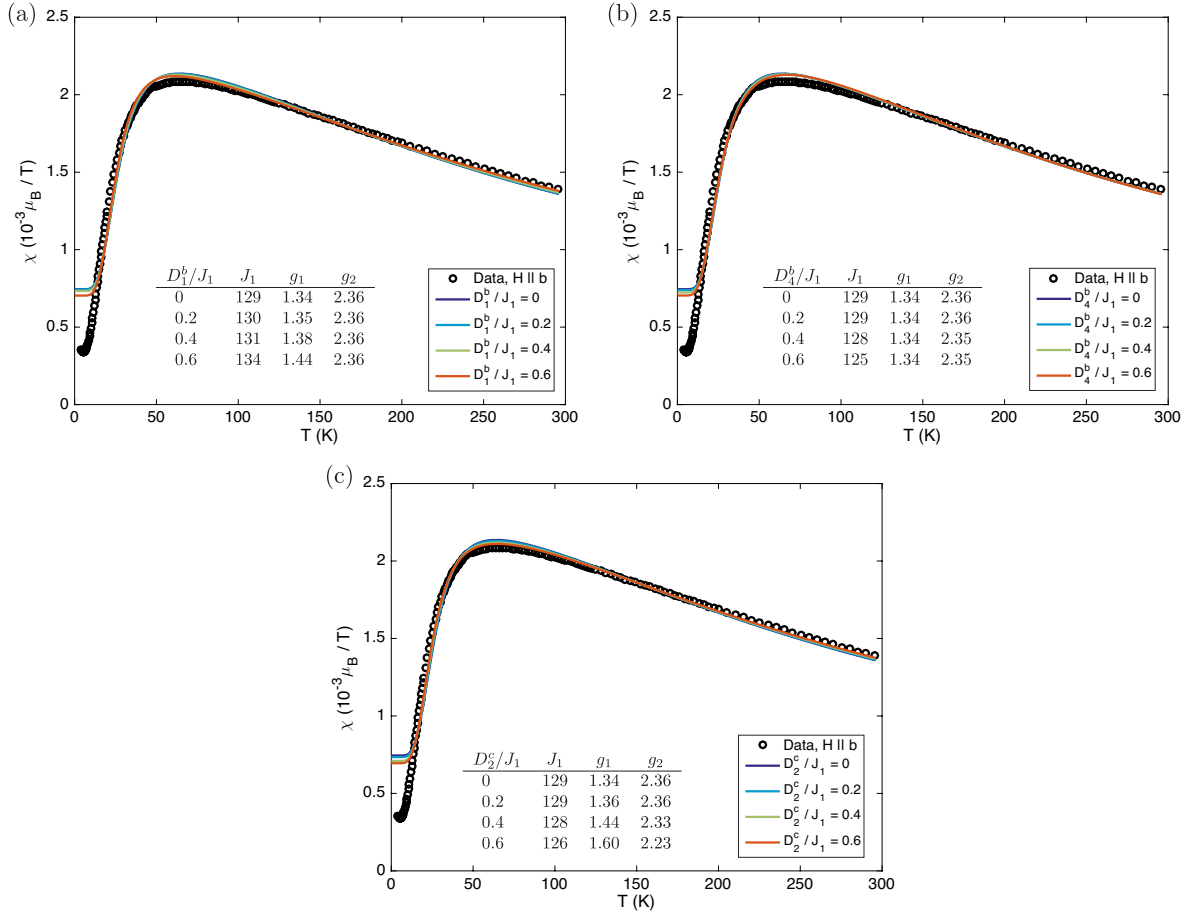 (a)
2.5
2
1.5
1
0.5
0
χ (10⁻³ μ_B / T)
D₁ᵇ/J₁ J₁ g₁ g₂
0 129 1.34 2.36
0.2 130 1.35 2.36
0.4 131 1.38 2.36
0.6 134 1.44 2.36
Data, H || b
D₁ᵇ / J₁ = 0
D₁ᵇ / J₁ = 0.2
D₁ᵇ / J₁ = 0.4
D₁ᵇ / J₁ = 0.6
0 50 100 150 200 250 300
T (K)
(b)
2.5
2
1.5
1
0.5
0
χ (10⁻³ μ_B / T)
D₄ᵇ/J₁ J₁ g₁ g₂
0 129 1.34 2.36
0.2 129 1.34 2.36
0.4 128 1.34 2.35
0.6 125 1.34 2.35
Data, H || b
D₄ᵇ / J₁ = 0
D₄ᵇ / J₁ = 0.2
D₄ᵇ / J₁ = 0.4
D₄ᵇ / J₁ = 0.6
0 50 100 150 200 250 300
T (K)
(c)
2.5
2
1.5
1
0.5
0
χ (10⁻³ μ_B / T)
D₂ᶜ/J₁ J₁ g₁ g₂
0 129 1.34 2.36
0.2 129 1.36 2.36
0.4 128 1.44 2.33
0.6 126 1.60 2.23
Data, H || b
D₂ᶜ / J₁ = 0
D₂ᶜ / J₁ = 0.2
D₂ᶜ / J₁ = 0.4
D₂ᶜ / J₁ = 0.6
0 50 100 150 200 250 300
T (K)